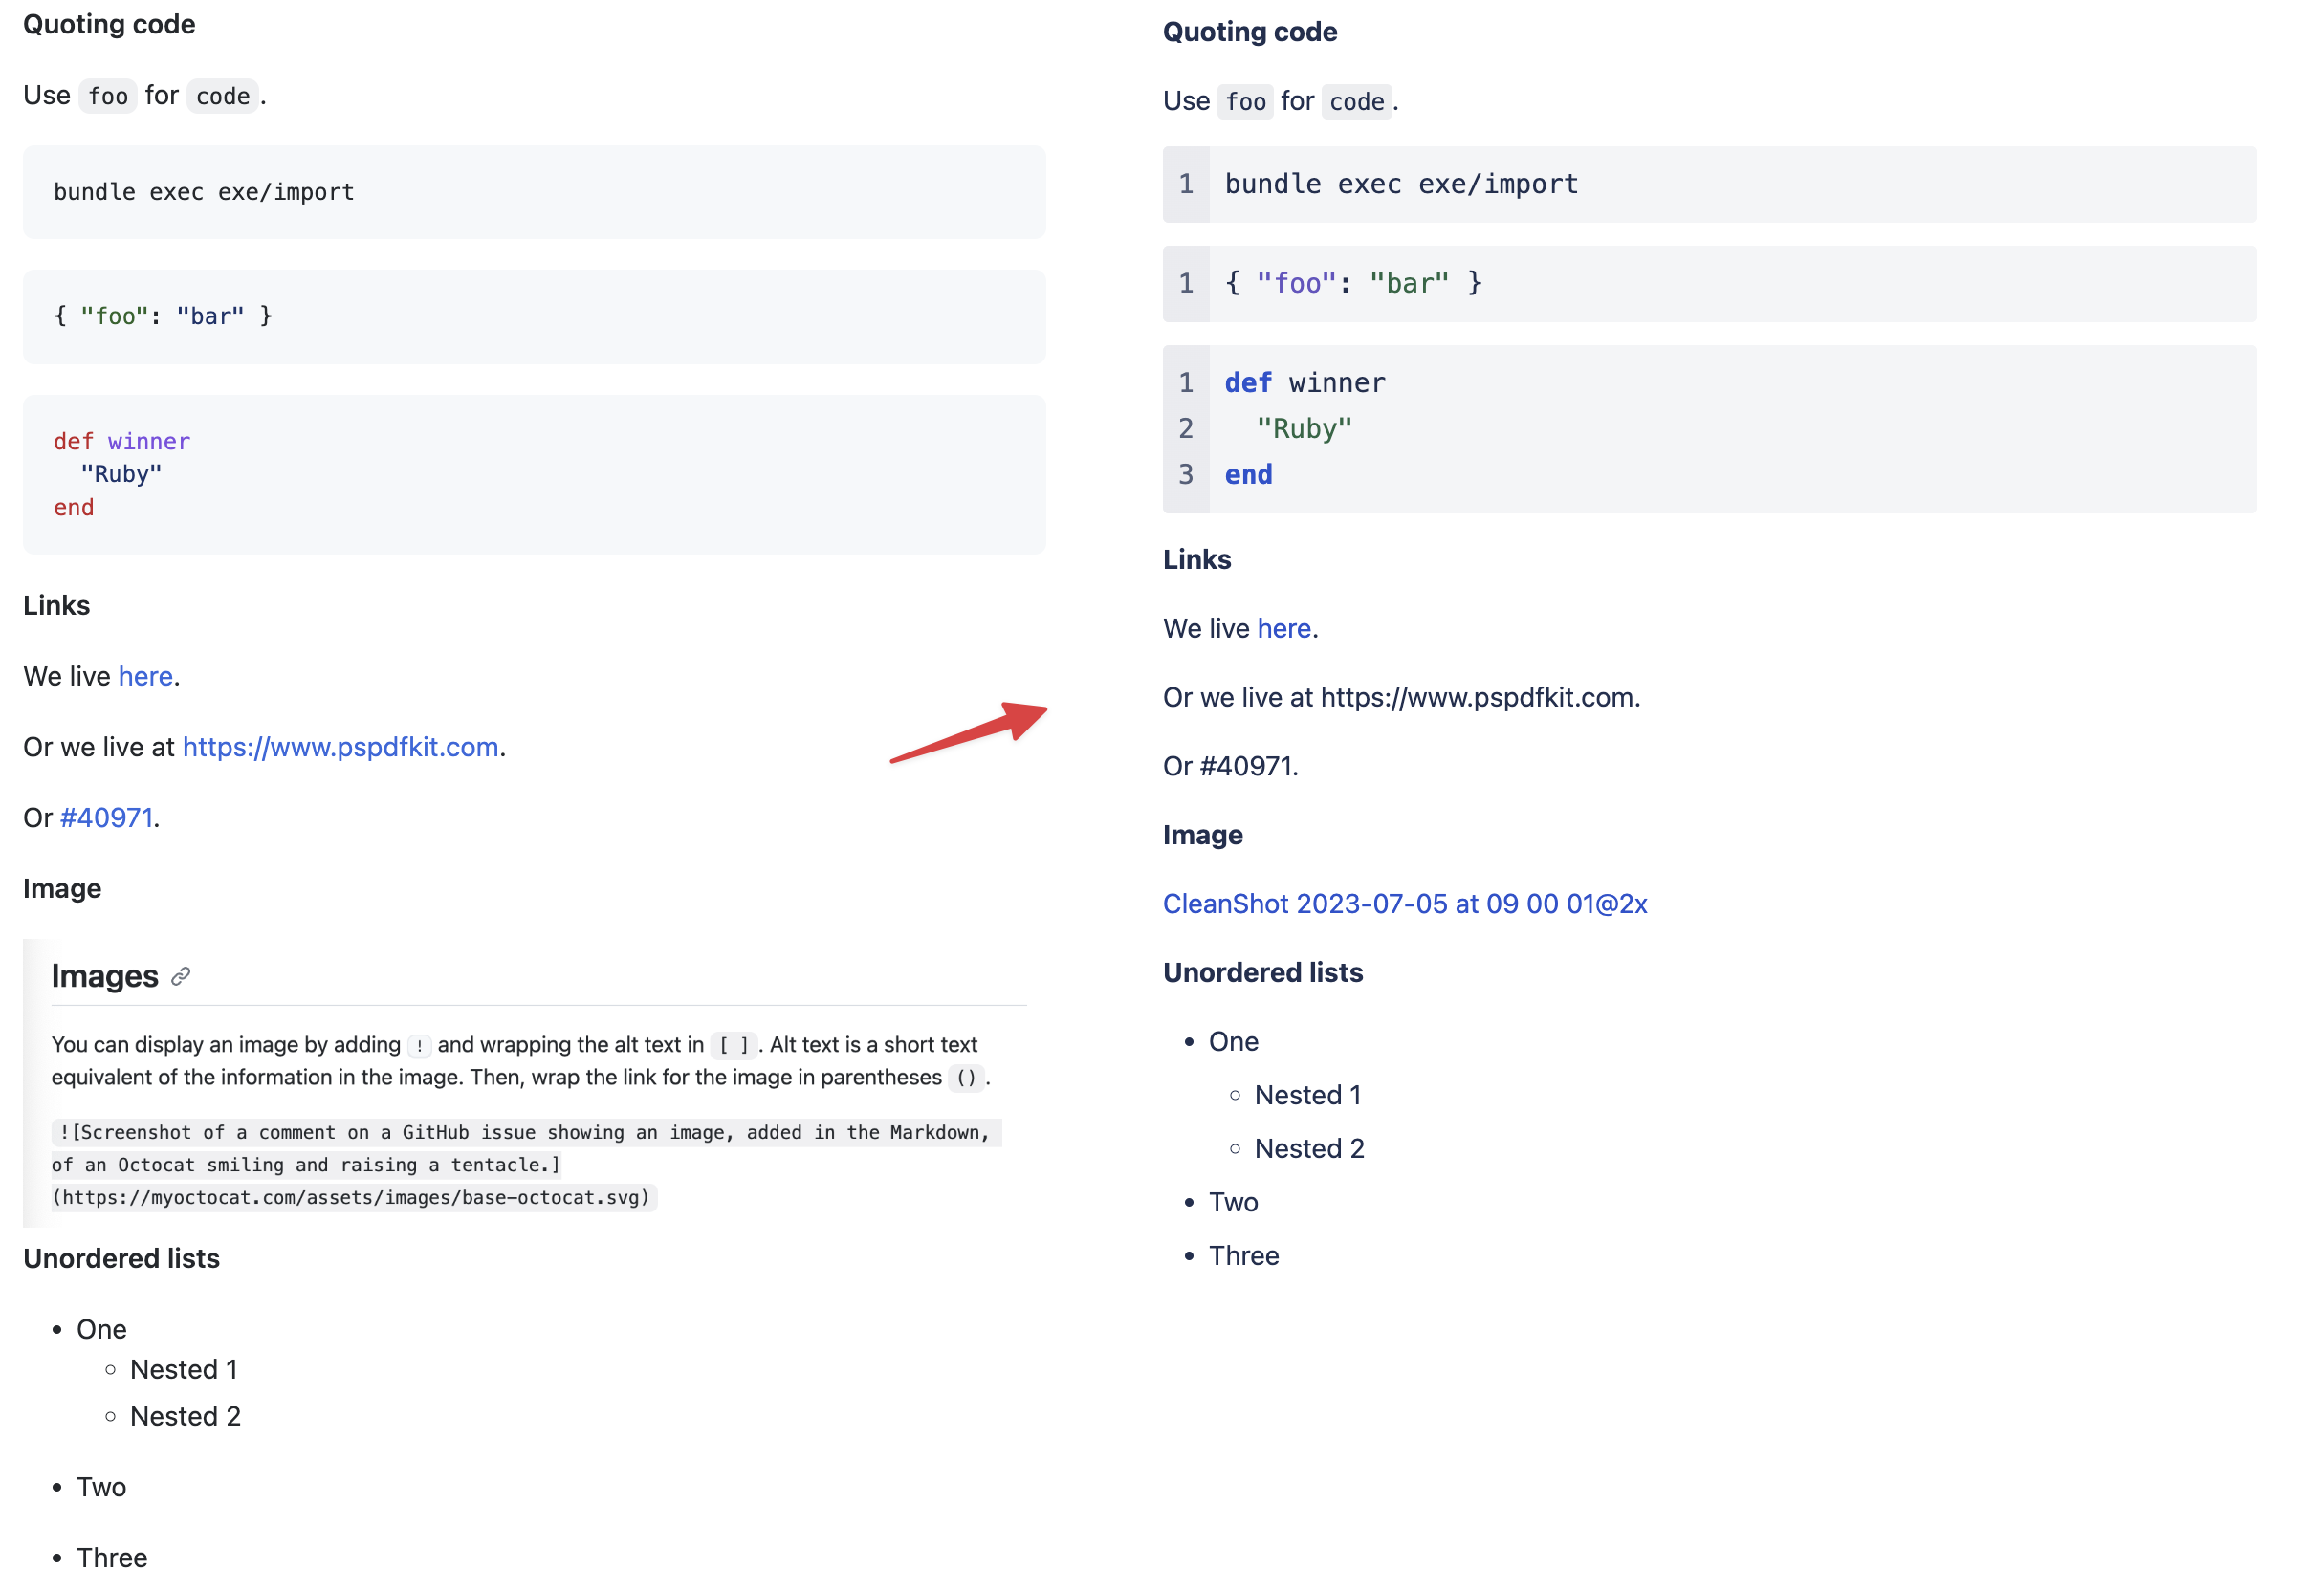 Quoting code
Use foo for code.
bundle exec exe/import
{ "foo": "bar" }
def winner
"Ruby"
end
Links
We live here.
Or we live at https://www.pspdfkit.com.
Or #40971.
Image
Images
You can display an image by adding ! and wrapping the alt text in [ ]. Alt text is a short text
equivalent of the information in the image. Then, wrap the link for the image in parentheses ().
![Screenshot of a comment on a GitHub issue showing an image, added in the Markdown,
of an Octocat smiling and raising a tentacle.]
(https://myoctocat.com/assets/images/base-octocat.svg)
Unordered lists
• One
◦ Nested 1
◦ Nested 2
• Two
• Three
Quoting code
Use foo for code.
1 bundle exec exe/import
1 { "foo": "bar" }
1 def winner
2 "Ruby"
3 end
Links
We live here.
Or we live at https://www.pspdfkit.com.
Or #40971.
Image
CleanShot 2023-07-05 at 09 00 01@2x
Unordered lists
• One
◦ Nested 1
◦ Nested 2
• Two
• Three